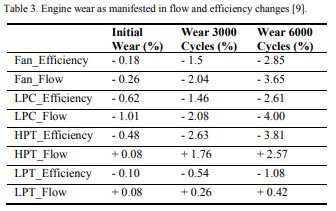 Table 3. Engine wear as manifested in flow and efficiency changes [9].
Initial Wear 3000 Wear 6000
Wear (%) Cycles (%) Cycles (%)
Fan_Efficiency - 0.18 - 1.5 - 2.85
Fan_Flow - 0.26 - 2.04 - 3.65
LPC_Efficiency - 0.62 - 1.46 - 2.61
LPC_Flow - 1.01 - 2.08 - 4.00
HPT_Efficiency - 0.48 - 2.63 - 3.81
HPT_Flow + 0.08 + 1.76 + 2.57
LPT_Efficiency - 0.10 - 0.54 - 1.08
LPT_Flow + 0.08 + 0.26 + 0.42